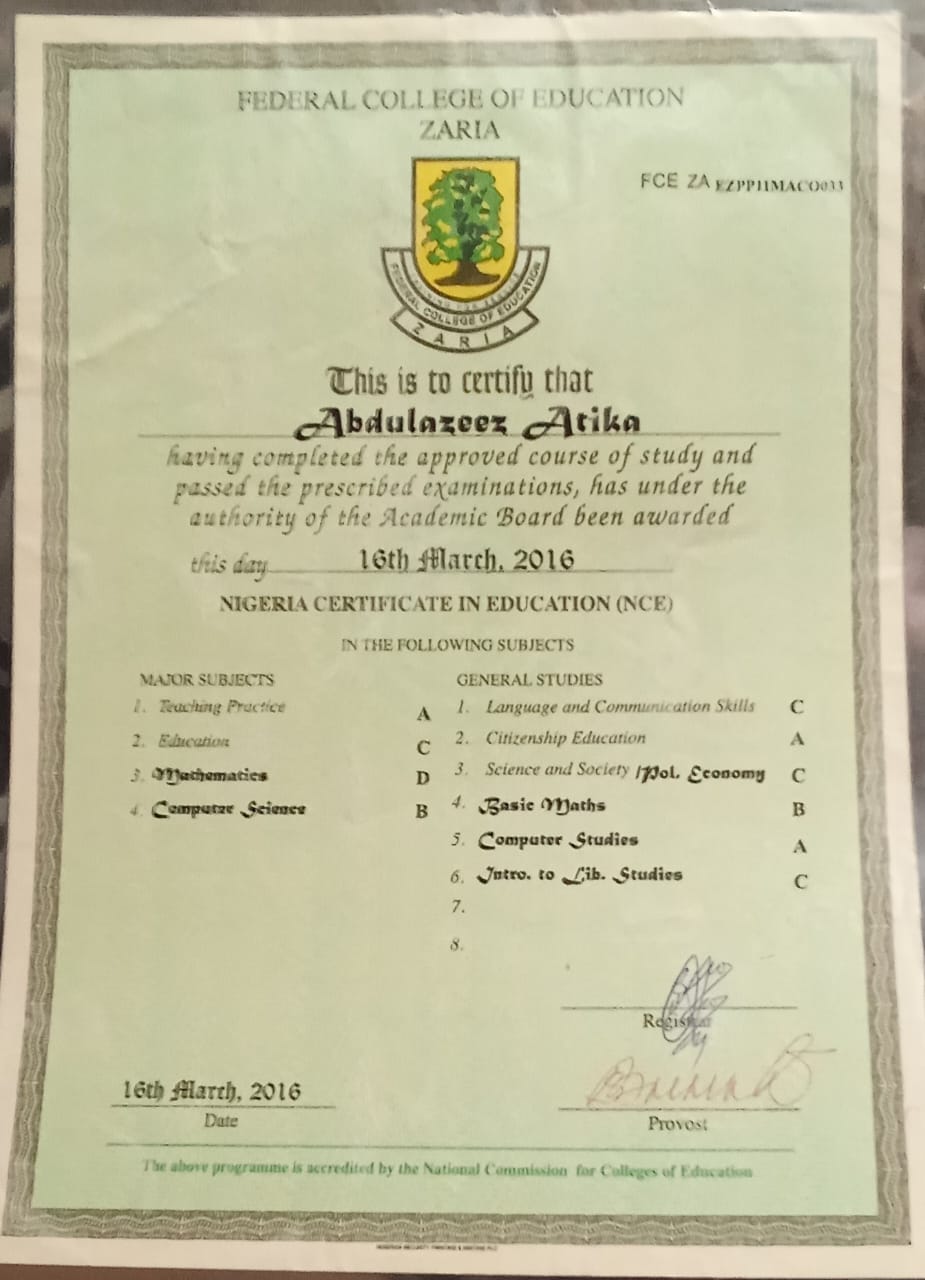 FEDERAL COLLEGE OF EDUCATION
ZARIA
FCE ZA EZPP11MACO033
FEDERAL COLLEGE OF EDUCATION
ZARIA
This is to certify that
Abdulazeez Atika
having completed the approved course of study and
passed the prescribed examinations, has under the
authority of the Academic Board been awarded
this day 16th March, 2016
NIGERIA CERTIFICATE IN EDUCATION (NCE)
IN THE FOLLOWING SUBJECTS
MAJOR SUBJECTS
1. Teaching Practice A
2. Education C
3. Mathematics D
4. Computer Science B
GENERAL STUDIES
1. Language and Communication Skills C
2. Citizenship Education A
3. Science and Society /Pol. Economy C
4. Basic Maths B
5. Computer Studies A
6. Intro. to Lib. Studies C
7.
8.
Registrar
16th March, 2016
Date
Provost
The above programme is accredited by the National Commission for Colleges of Education